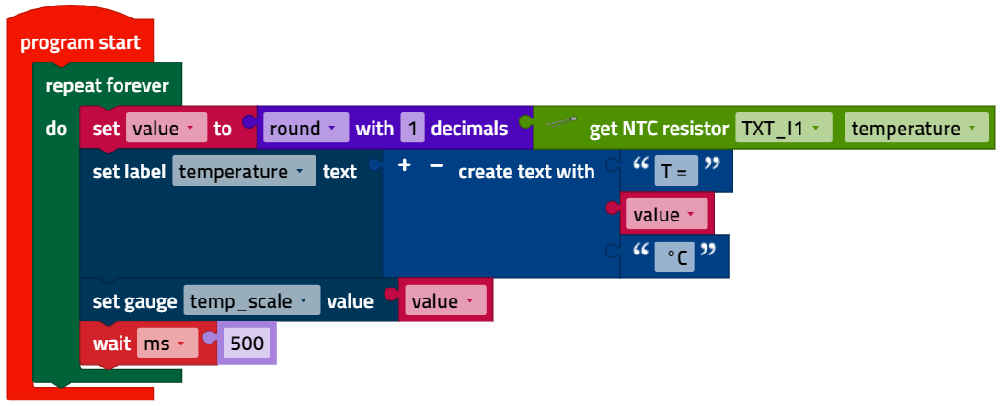 program start
repeat forever
do set value to round with 1 decimals get NTC resistor TXT_I1 temperature
set label temperature text + − create text with “ T = ”
value
“ °C ”
set gauge temp_scale value value
wait ms 500